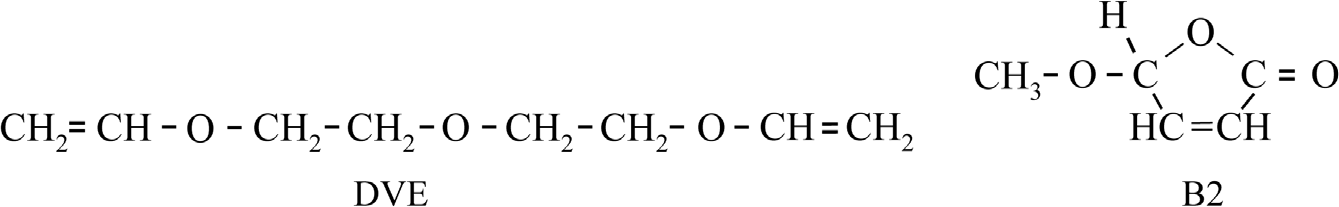 CH₂=CH-O-CH₂-CH₂-O-CH₂-CH₂-O-CH=CH₂
DVE
H
O
CH₃-O-C C=O
HC=CH
B2